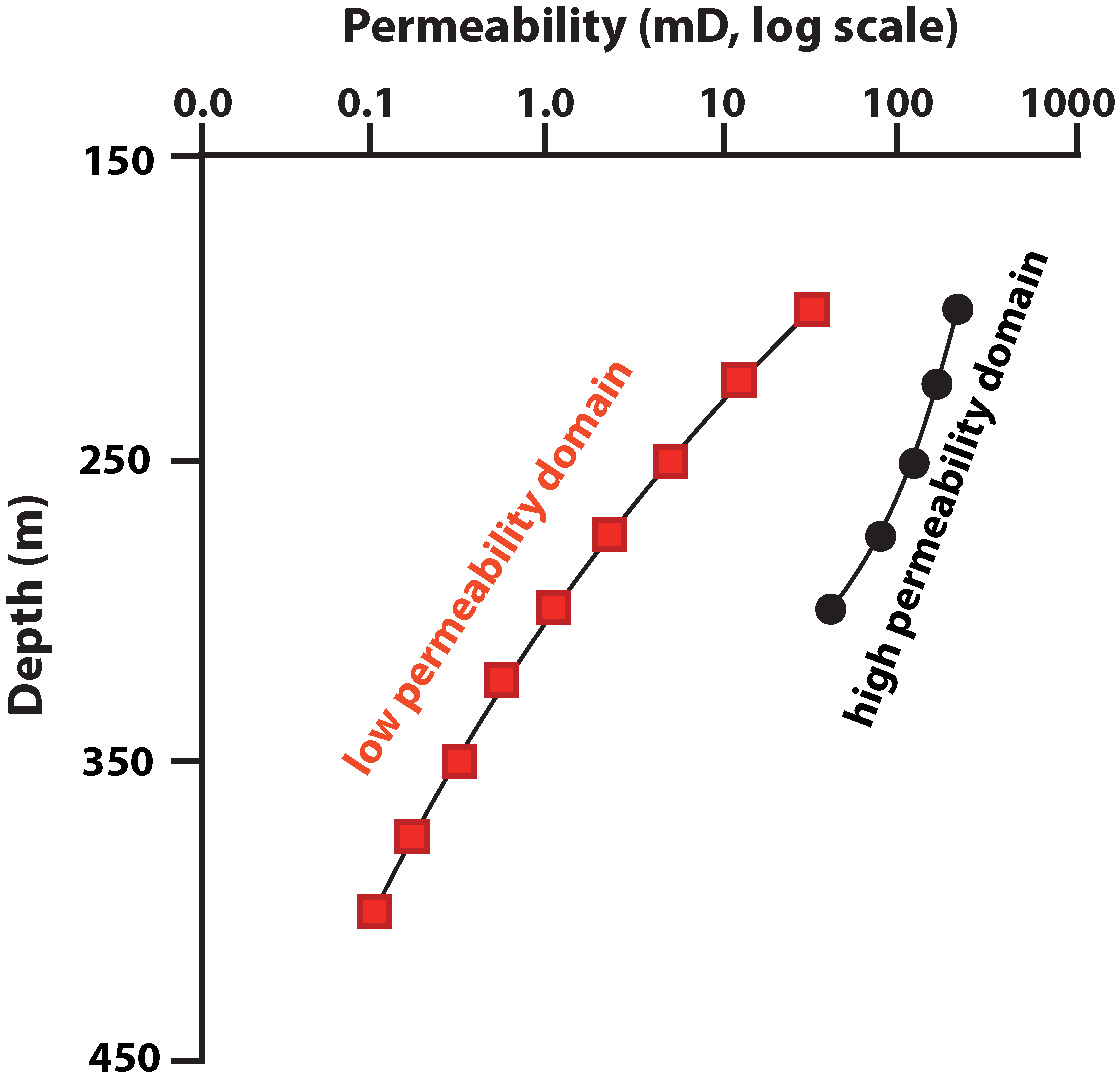 Permeability (mD, log scale)
0.0 0.1 1.0 10 100 1000
150
250
350
450
Depth (m)
low permeability domain
high permeability domain